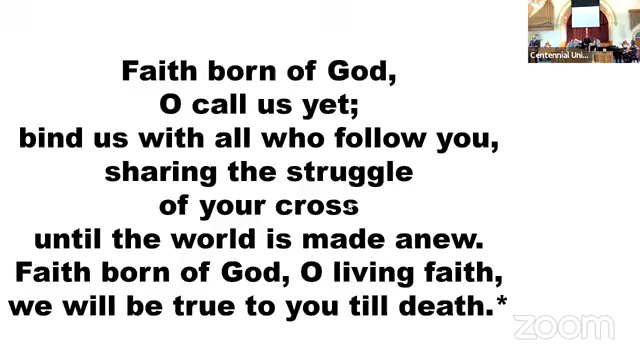 Centennial Uni...
Faith born of God,
O call us yet;
bind us with all who follow you,
sharing the struggle
of your cross
until the world is made anew.
Faith born of God, O living faith,
we will be true to you till death.*
zoom